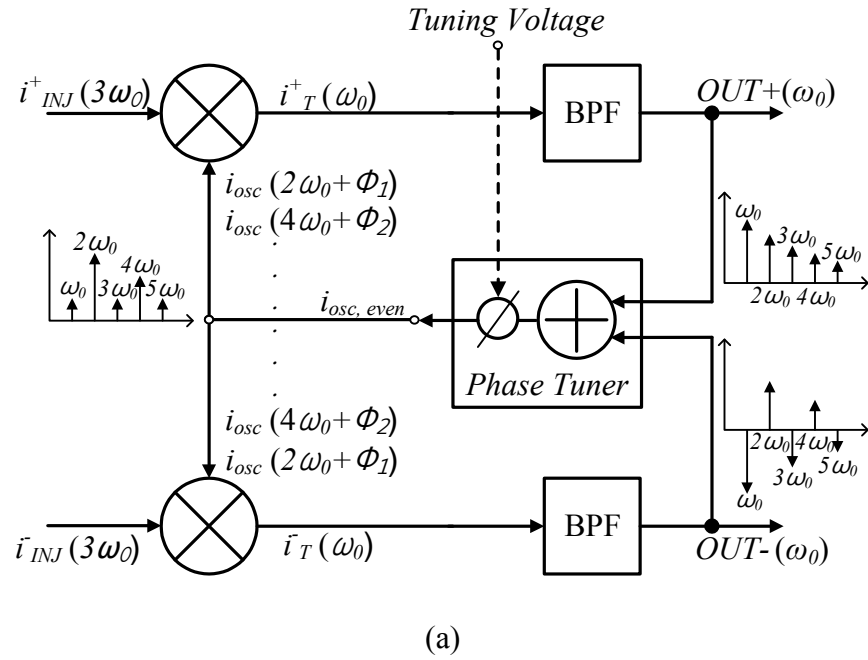 Tuning Voltage
i⁺INJ(3ω₀)
i⁺T(ω₀)
BPF
OUT+(ω₀)
iosc(2ω₀+Φ₁)
iosc(4ω₀+Φ₂)
ω₀ 2ω₀ 3ω₀ 4ω₀ 5ω₀
iosc, even
Phase Tuner
ω₀ 2ω₀ 3ω₀ 4ω₀ 5ω₀
iosc(4ω₀+Φ₂)
iosc(2ω₀+Φ₁)
ω₀ 2ω₀ 3ω₀ 4ω₀ 5ω₀
i⁻INJ(3ω₀)
i⁻T(ω₀)
BPF
OUT-(ω₀)
(a)